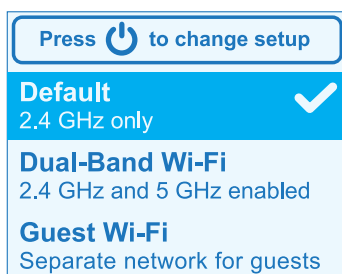 Press to change setup
Default
2.4 GHz only
Dual-Band Wi-Fi
2.4 GHz and 5 GHz enabled
Guest Wi-Fi
Separate network for guests